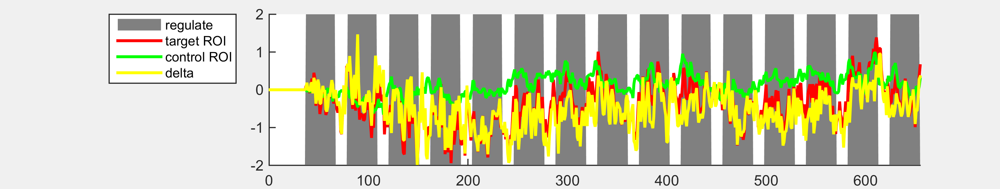 regulate
target ROI
control ROI
delta
2
1
0
-1
-2
0 100 200 300 400 500 600